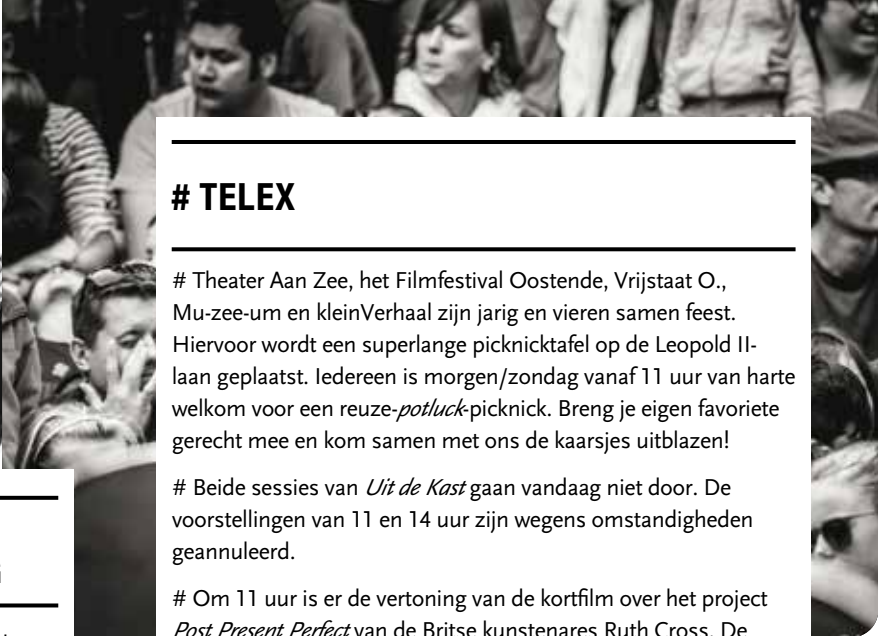 # TELEX
# Theater Aan Zee, het Filmfestival Oostende, Vrijstaat O.,
Mu-zee-um en kleinVerhaal zijn jarig en vieren samen feest.
Hiervoor wordt een superlange picknicktafel op de Leopold II-
laan geplaatst. Iedereen is morgen/zondag vanaf 11 uur van harte
welkom voor een reuze-potluck-picknick. Breng je eigen favoriete
gerecht mee en kom samen met ons de kaarsjes uitblazen!
# Beide sessies van Uit de Kast gaan vandaag niet door. De
voorstellingen van 11 en 14 uur zijn wegens omstandigheden
geannuleerd.
# Om 11 uur is er de vertoning van de kortfilm over het project
Post Present Perfect van de Britse kunstenares Ruth Cross. De